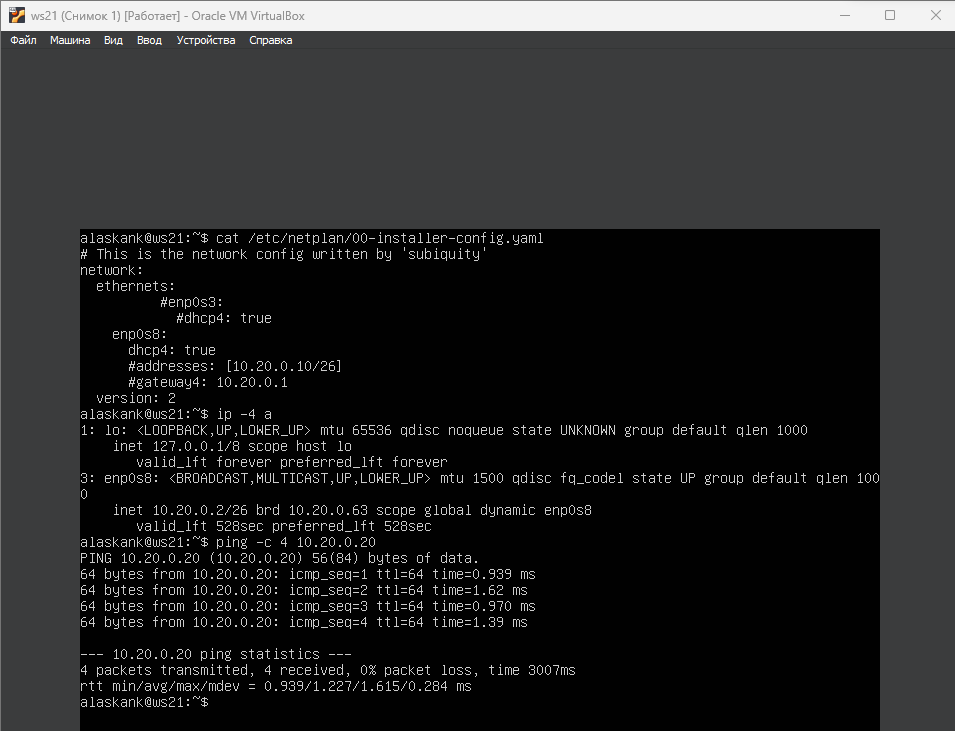 ws21 (Снимок 1) [Работает] - Oracle VM VirtualBox
Файл Машина Вид Ввод Устройства Справка
alaskank@ws21:~$ cat /etc/netplan/00-installer-config.yaml
# This is the network config written by 'subiquity'
network:
  ethernets:
          #enp0s3:
            #dhcp4: true
    enp0s8:
      dhcp4: true
      #addresses: [10.20.0.10/26]
      #gateway4: 10.20.0.1
  version: 2
alaskank@ws21:~$ ip -4 a
1: lo: <LOOPBACK,UP,LOWER_UP> mtu 65536 qdisc noqueue state UNKNOWN group default qlen 1000
    inet 127.0.0.1/8 scope host lo
       valid_lft forever preferred_lft forever
3: enp0s8: <BROADCAST,MULTICAST,UP,LOWER_UP> mtu 1500 qdisc fq_codel state UP group default qlen 100
0
    inet 10.20.0.2/26 brd 10.20.0.63 scope global dynamic enp0s8
       valid_lft 528sec preferred_lft 528sec
alaskank@ws21:~$ ping -c 4 10.20.0.20
PING 10.20.0.20 (10.20.0.20) 56(84) bytes of data.
64 bytes from 10.20.0.20: icmp_seq=1 ttl=64 time=0.939 ms
64 bytes from 10.20.0.20: icmp_seq=2 ttl=64 time=1.62 ms
64 bytes from 10.20.0.20: icmp_seq=3 ttl=64 time=0.970 ms
64 bytes from 10.20.0.20: icmp_seq=4 ttl=64 time=1.39 ms

--- 10.20.0.20 ping statistics ---
4 packets transmitted, 4 received, 0% packet loss, time 3007ms
rtt min/avg/max/mdev = 0.939/1.227/1.615/0.284 ms
alaskank@ws21:~$